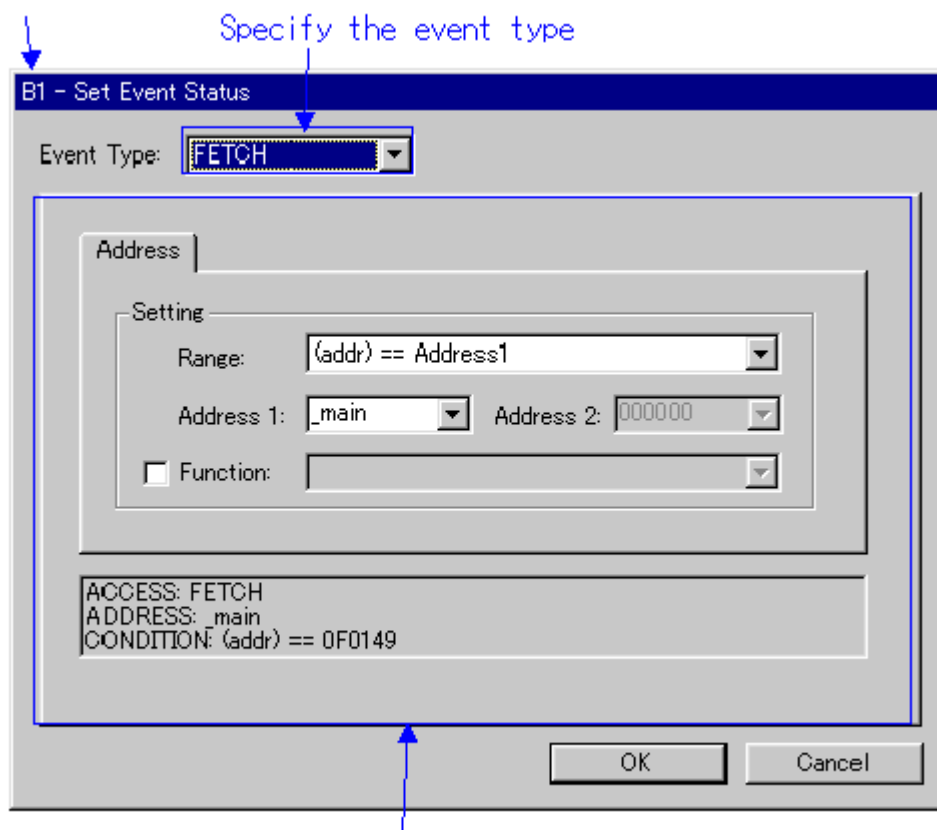 Specify the event type
B1 - Set Event Status
Event Type: FETCH
Address
Setting
Range: (addr) == Address1
Address 1: _main Address 2: 000000
Function:
ACCESS: FETCH
ADDRESS: _main
CONDITION: (addr) == 0F0149
OK Cancel